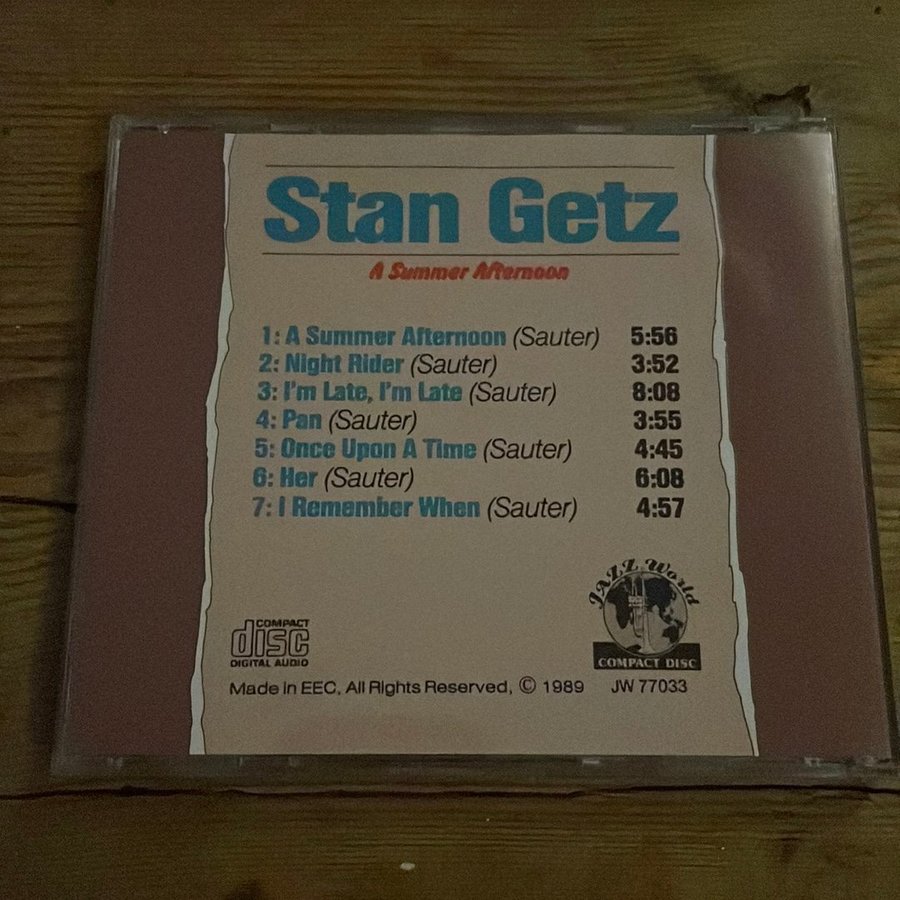 Stan Getz
A Summer Afternoon
1: A Summer Afternoon (Sauter) 5:56
2: Night Rider (Sauter) 3:52
3: I'm Late, I'm Late (Sauter) 8:08
4: Pan (Sauter) 3:55
5: Once Upon A Time (Sauter) 4:45
6: Her (Sauter) 6:08
7: I Remember When (Sauter) 4:57
JAZZ World
COMPACT DISC
COMPACT
disc
DIGITAL AUDIO
Made in EEC, All Rights Reserved, © 1989 JW 77033